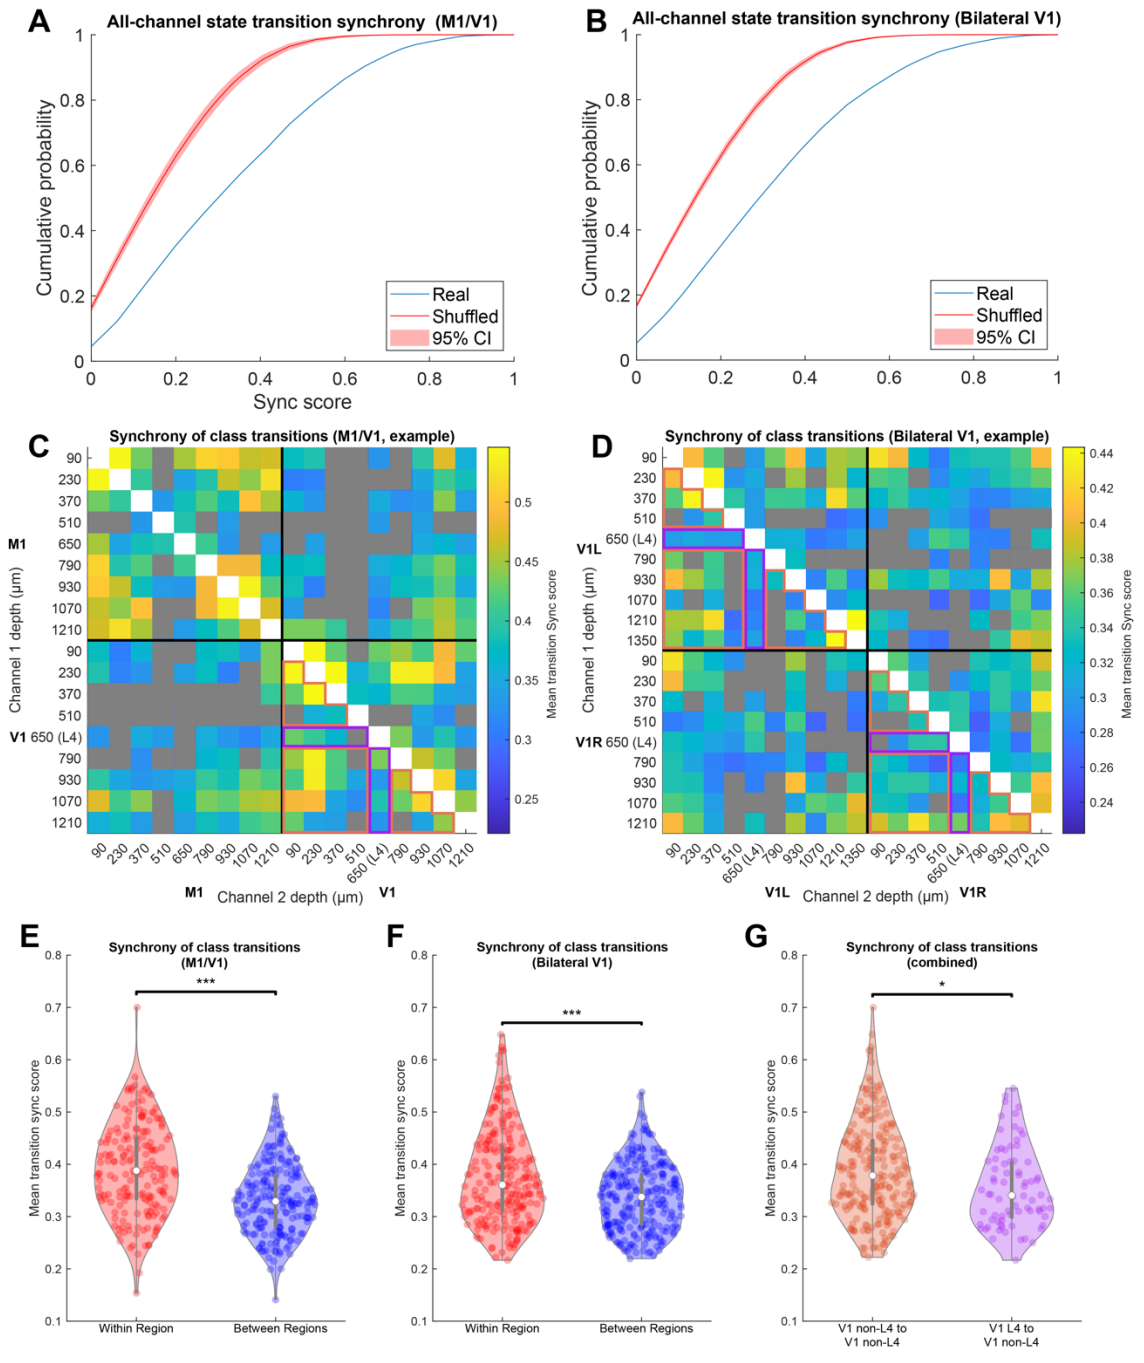 A
All-channel state transition synchrony (M1/V1)
Cumulative probability
1
0.8
0.6
0.4
0.2
0
0 0.2 0.4 0.6 0.8 1
Sync score
Real
Shuffled
95% CI
B
All-channel state transition synchrony (Bilateral V1)
Cumulative probability
1
0.8
0.6
0.4
0.2
0
0 0.2 0.4 0.6 0.8 1
Real
Shuffled
95% CI
C
Synchrony of class transitions (M1/V1, example)
Channel 1 depth (µm)
M1
V1
90
230
370
510
650
790
930
1070
1210
90
230
370
510
650 (L4)
790
930
1070
1210
90 230 370 510 650 790 930 1070 1210 90 230 370 510 650 (L4) 790 930 1070 1210
M1 Channel 2 depth (µm) V1
0.5
0.45
0.4
0.35
0.3
0.25
Mean transition Sync score
D
Synchrony of class transitions (Bilateral V1, example)
Channel 1 depth (µm)
V1L
V1R
90
230
370
510
650 (L4)
790
930
1070
1210
1350
90
230
370
510
650 (L4)
790
930
1070
1210
90 230 370 510 650 (L4) 790 930 1070 1210 1350 90 230 370 510 650 (L4) 790 930 1070 1210
V1L Channel 2 depth (µm) V1R
0.44
0.42
0.4
0.38
0.36
0.34
0.32
0.3
0.28
0.26
0.24
Mean transition Sync score
E
Synchrony of class transitions
(M1/V1)
***
Mean transition sync score
0.8
0.7
0.6
0.5
0.4
0.3
0.2
0.1
Within Region Between Regions
F
Synchrony of class transitions
(Bilateral V1)
***
Mean transition sync score
0.8
0.7
0.6
0.5
0.4
0.3
0.2
0.1
Within Region Between Regions
G
Synchrony of class transitions
(combined)
*
Mean transition sync score
0.8
0.7
0.6
0.5
0.4
0.3
0.2
0.1
V1 non-L4 to
V1 non-L4
V1 L4 to
V1 non-L4